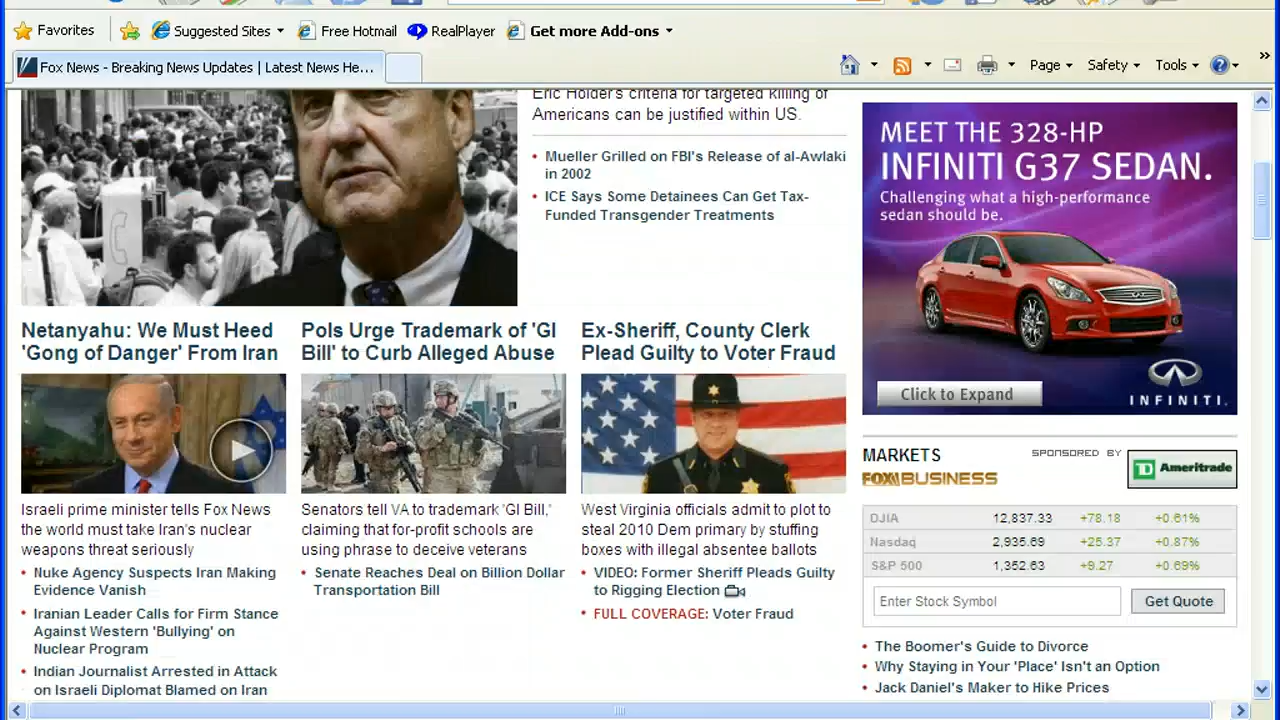 Favorites
Suggested Sites
Free Hotmail
RealPlayer
Get more Add-ons
Fox News - Breaking News Updates | Latest News He...
Page
Safety
Tools
Eric Holder's criteria for targeted killing of
Americans can be justified within US.
• Mueller Grilled on FBI's Release of al-Awlaki
in 2002
• ICE Says Some Detainees Can Get Tax-
Funded Transgender Treatments
MEET THE 328-HP
INFINITI G37 SEDAN.
Challenging what a high-performance
sedan should be.
Click to Expand
INFINITI.
Netanyahu: We Must Heed
'Gong of Danger' From Iran
Israeli prime minister tells Fox News
the world must take Iran's nuclear
weapons threat seriously
• Nuke Agency Suspects Iran Making
Evidence Vanish
• Iranian Leader Calls for Firm Stance
Against Western 'Bullying' on
Nuclear Program
• Indian Journalist Arrested in Attack
on Israeli Diplomat Blamed on Iran
Pols Urge Trademark of 'GI
Bill' to Curb Alleged Abuse
Senators tell VA to trademark 'GI Bill,'
claiming that for-profit schools are
using phrase to deceive veterans
• Senate Reaches Deal on Billion Dollar
Transportation Bill
Ex-Sheriff, County Clerk
Plead Guilty to Voter Fraud
West Virginia officials admit to plot to
steal 2010 Dem primary by stuffing
boxes with illegal absentee ballots
• VIDEO: Former Sheriff Pleads Guilty
to Rigging Election
• FULL COVERAGE: Voter Fraud
MARKETS
SPONSORED BY
FOX BUSINESS
TD Ameritrade
DJIA 12,837.33 +78.18 +0.61%
Nasdaq 2,935.69 +25.37 +0.87%
S&P 500 1,352.63 +9.27 +0.69%
Enter Stock Symbol
Get Quote
• The Boomer's Guide to Divorce
• Why Staying in Your 'Place' Isn't an Option
• Jack Daniel's Maker to Hike Prices